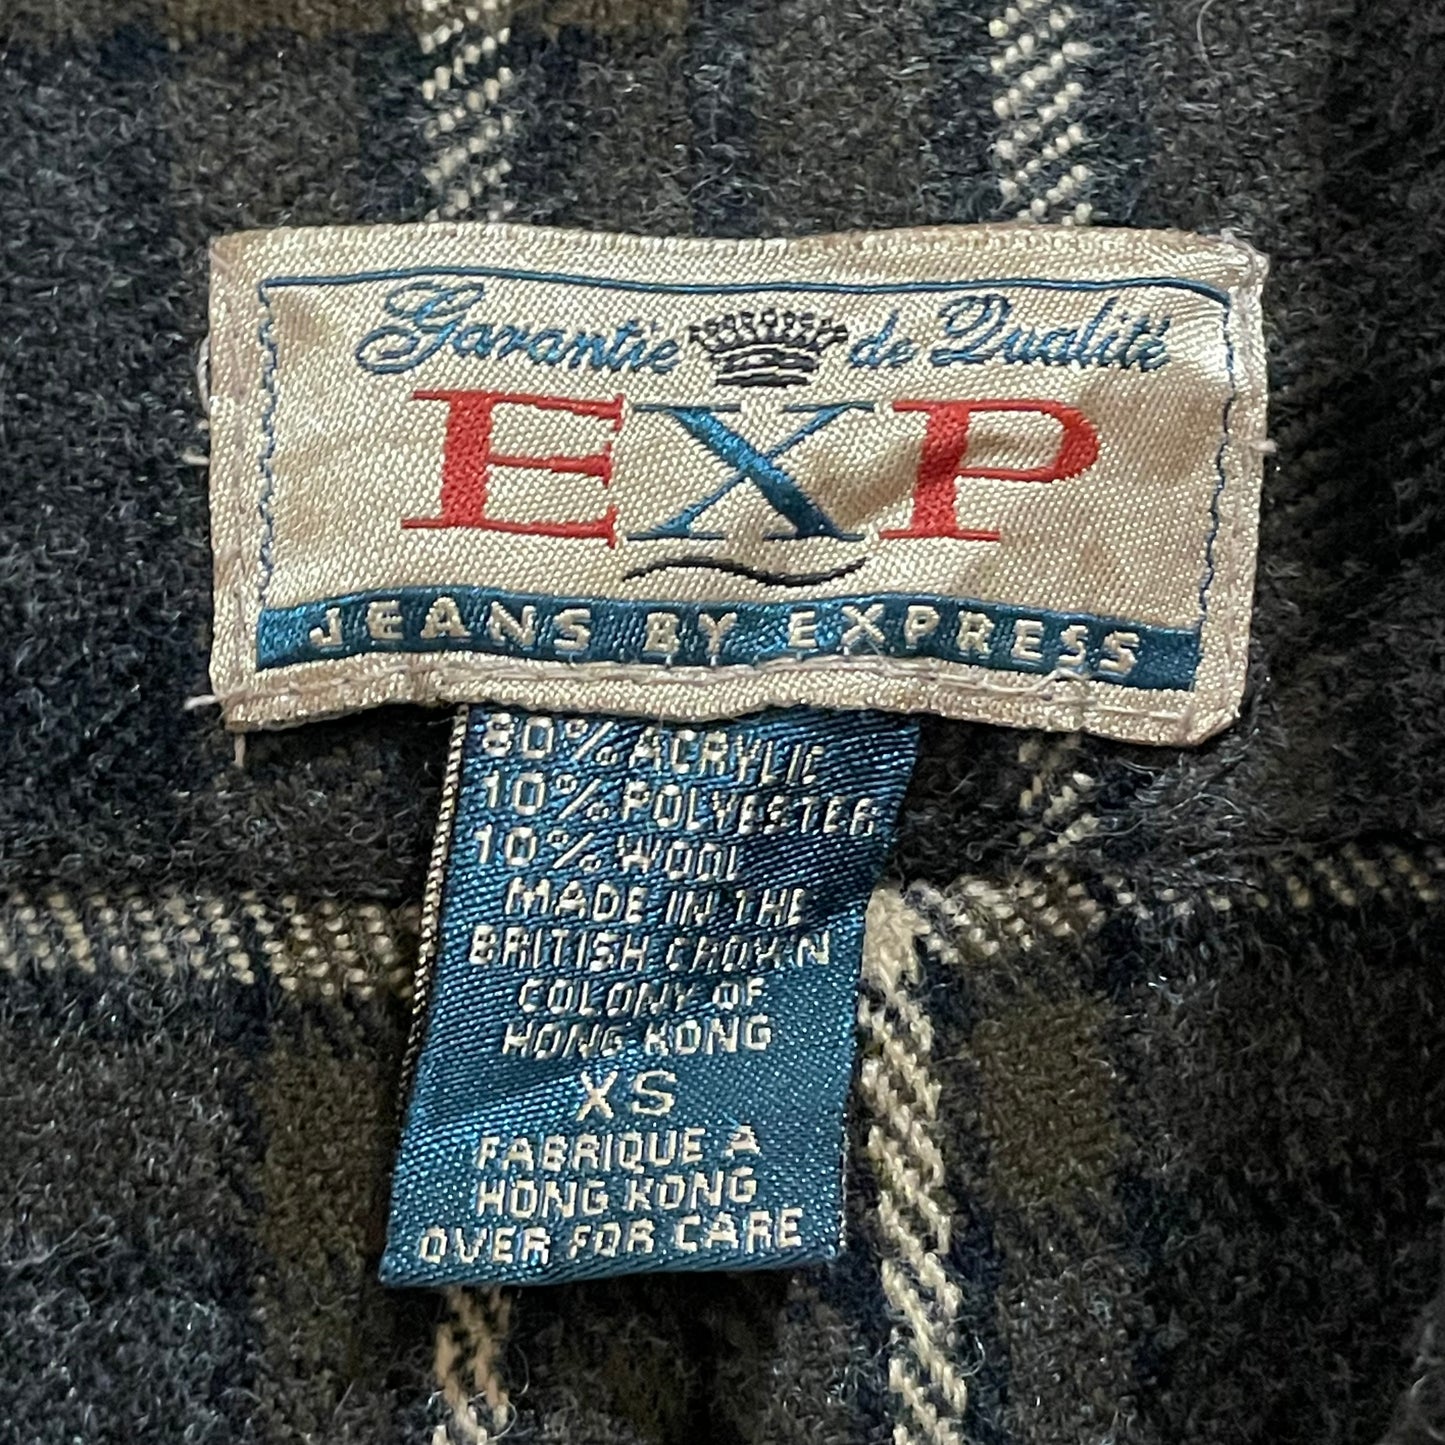 Garantie de Qualité
EXP
JEANS BY EXPRESS
80% ACRYLIC
10% POLYESTER
10% WOOL
MADE IN THE
BRITISH CROWN
COLONY OF
HONG KONG
XS
FABRIQUE A
HONG KONG
OVER FOR CARE